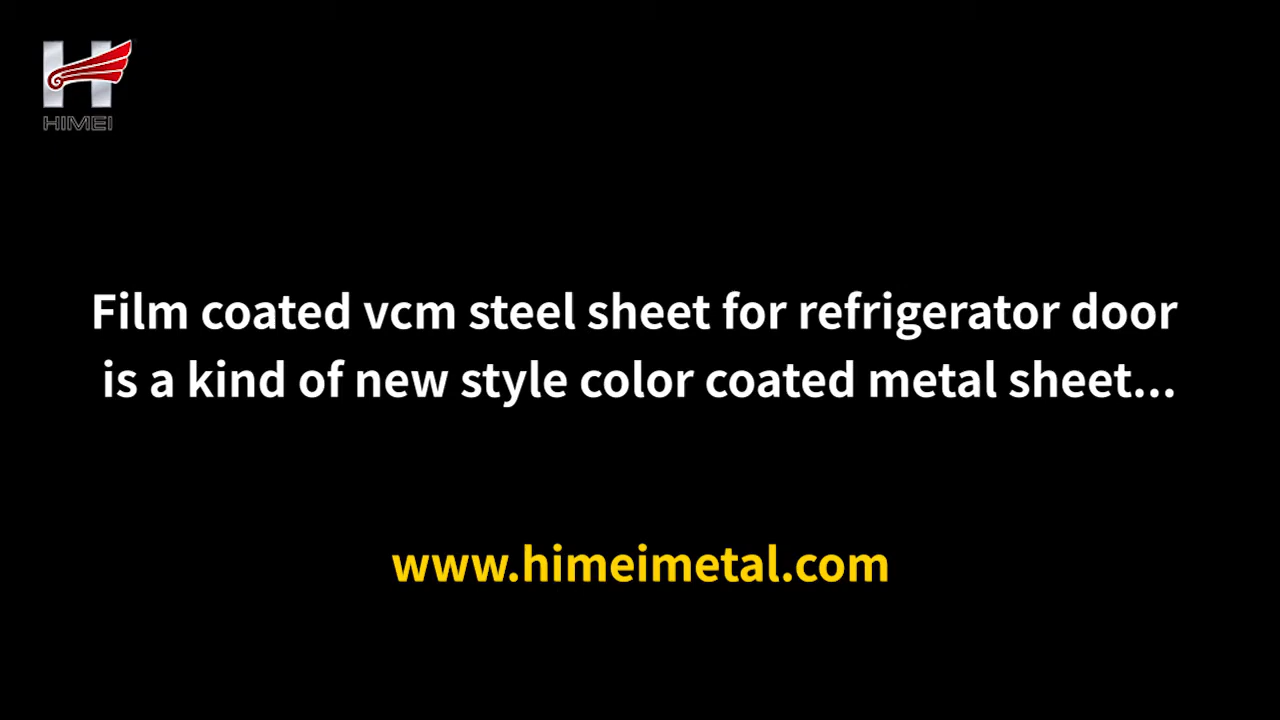 HIMEI
Film coated vcm steel sheet for refrigerator door
is a kind of new style color coated metal sheet...
www.himeimetal.com